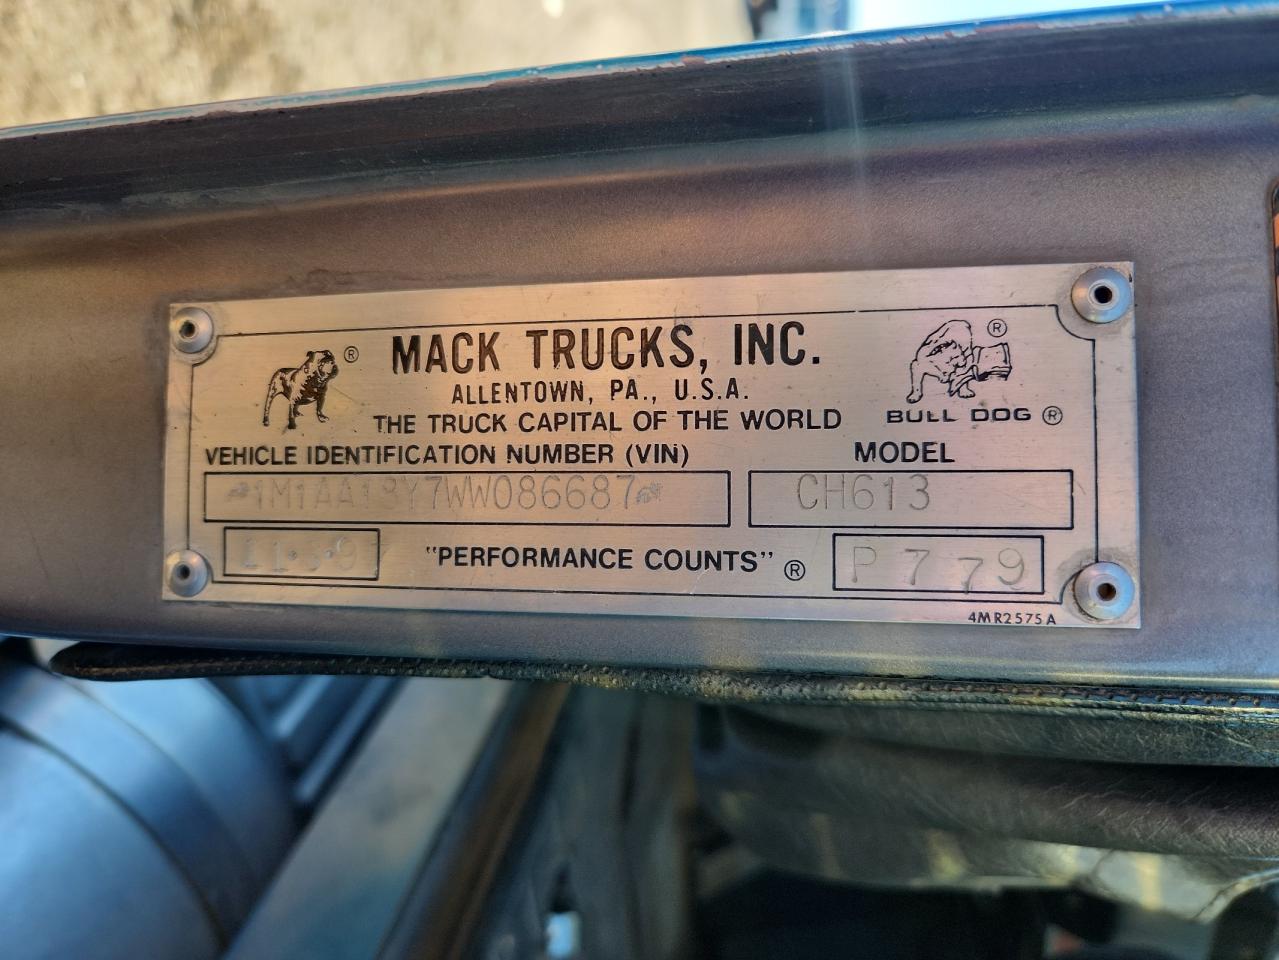 MACK TRUCKS, INC.
ALLENTOWN, PA., U.S.A.
THE TRUCK CAPITAL OF THE WORLD
® ® BULL DOG ®
VEHICLE IDENTIFICATION NUMBER (VIN) MODEL
1M1AA18Y7WW086687 CH613
"PERFORMANCE COUNTS" ® P779
4MR2575A